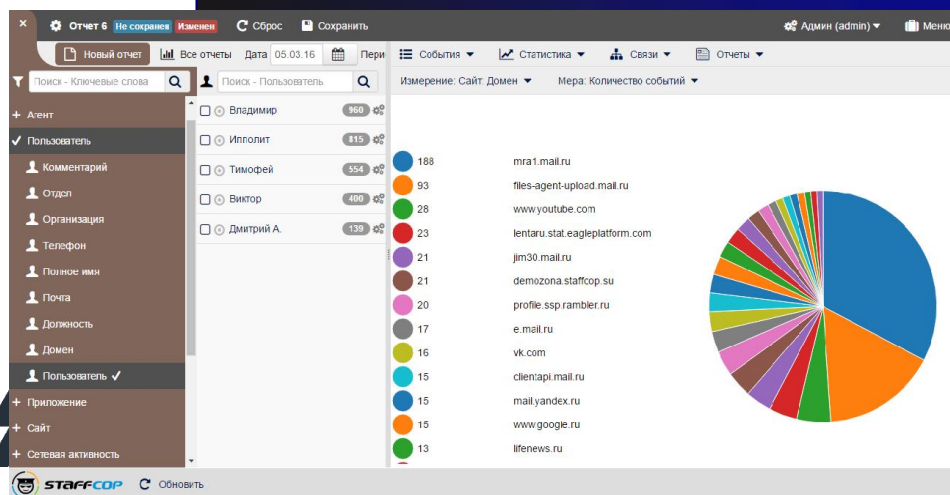 × Отчет 6 Не сохранен Изменен Сброс Сохранить Админ (admin) Меню
Новый отчет Все отчеты Дата 05.03.16 Пери События Статистика Связи Отчеты
Поиск - Ключевые слова Поиск - Пользователь Измерение: Сайт: Домен Мера: Количество событий
+ Агент
Пользователь
Комментарий
Отдел
Организация
Телефон
Полное имя
Почта
Должность
Домен
Пользователь
+ Приложение
+ Сайт
+ Сетевая активность
Владимир 960
Ипполит 815
Тимофей 554
Виктор 400
Дмитрий А. 139
188 mra1.mail.ru
93 files-agent-upload.mail.ru
28 www.youtube.com
23 lentaru.stat.eagleplatform.com
21 jim30.mail.ru
21 demozona.staffcop.su
20 profile.ssp.rambler.ru
17 e.mail.ru
16 vk.com
15 clientapi.mail.ru
15 mail.yandex.ru
15 www.google.ru
13 lifenews.ru
STAFFCOP Обновить